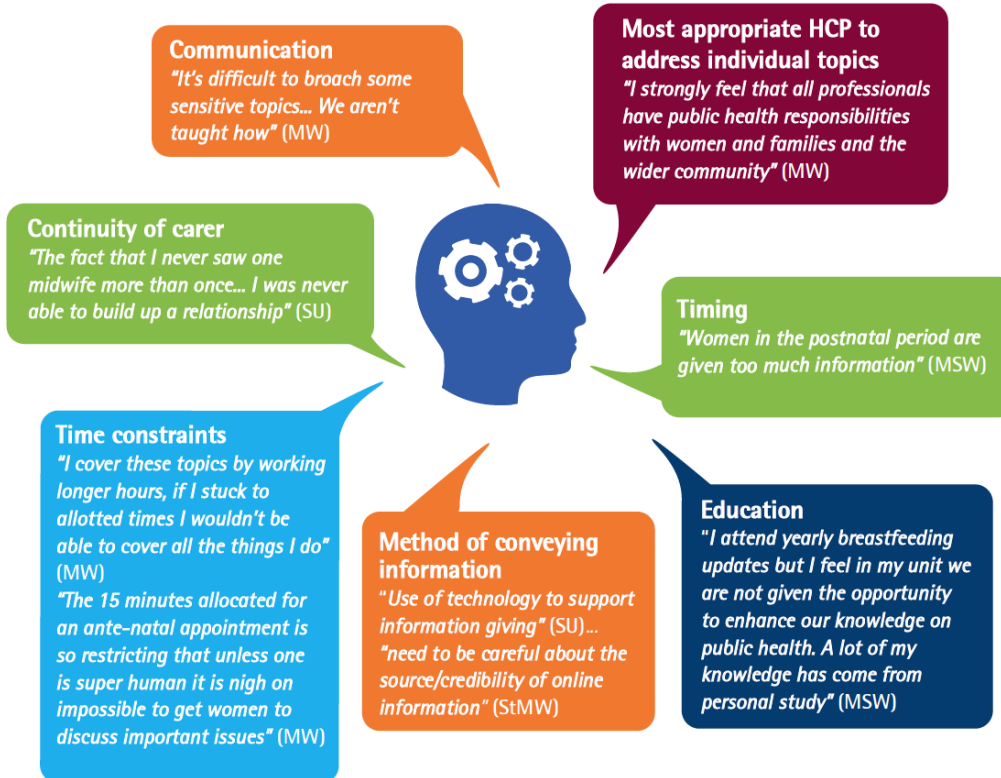 Communication
"It's difficult to broach some
sensitive topics... We aren't
taught how" (MW)
Most appropriate HCP to
address individual topics
"I strongly feel that all professionals
have public health responsibilities
with women and families and the
wider community" (MW)
Continuity of carer
"The fact that I never saw one
midwife more than once... I was never
able to build up a relationship" (SU)
Timing
"Women in the postnatal period are
given too much information" (MSW)
Time constraints
"I cover these topics by working
longer hours, if I stuck to
allotted times I wouldn't be
able to cover all the things I do"
(MW)
"The 15 minutes allocated for
an ante-natal appointment is
so restricting that unless one
is super human it is nigh on
impossible to get women to
discuss important issues" (MW)
Method of conveying
information
"Use of technology to support
information giving" (SU)...
"need to be careful about the
source/credibility of online
information" (StMW)
Education
"I attend yearly breastfeeding
updates but I feel in my unit we
are not given the opportunity
to enhance our knowledge on
public health. A lot of my
knowledge has come from
personal study" (MSW)